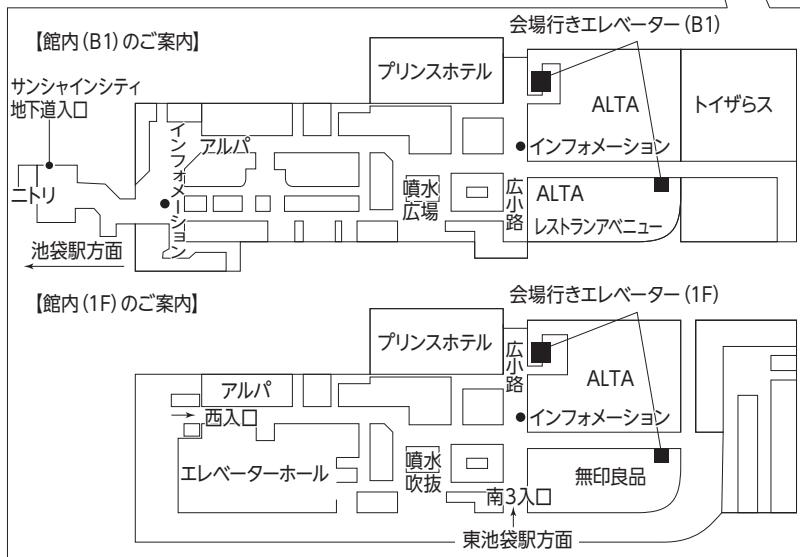 【館内(B1)のご案内】
会場行きエレベーター(B1)
プリンスホテル
サンシャインシティ
地下道入口
ALTA
トイザらス
インフォメーション
アルパ
インフォメーション
ニトリ
噴水
広場
広小路
ALTA
レストランアベニュー
池袋駅方面
【館内(1F)のご案内】
会場行きエレベーター(1F)
プリンスホテル
広小路
ALTA
アルパ
西入口
インフォメーション
エレベーターホール
噴水
吹抜
無印良品
南3入口
東池袋駅方面